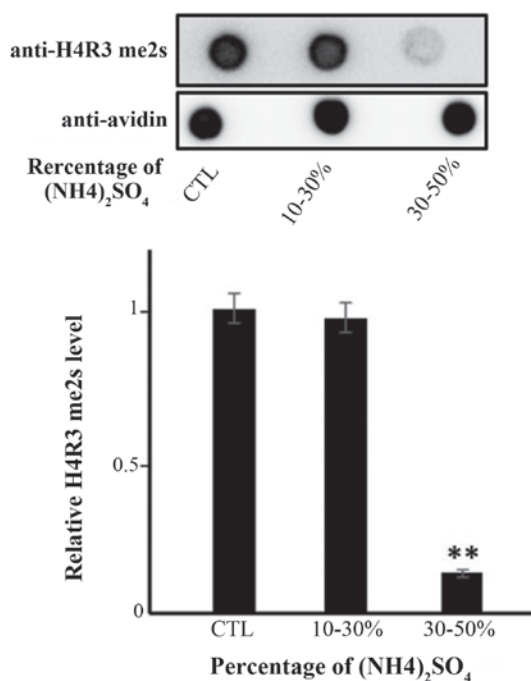 anti-H4R3 me2s
anti-avidin
Rercentage of
(NH4)₂SO₄
CTL
10-30%
30-50%
Relative H4R3 me2s level
1
0.5
0
**
CTL
10-30%
30-50%
Percentage of (NH4)₂SO₄